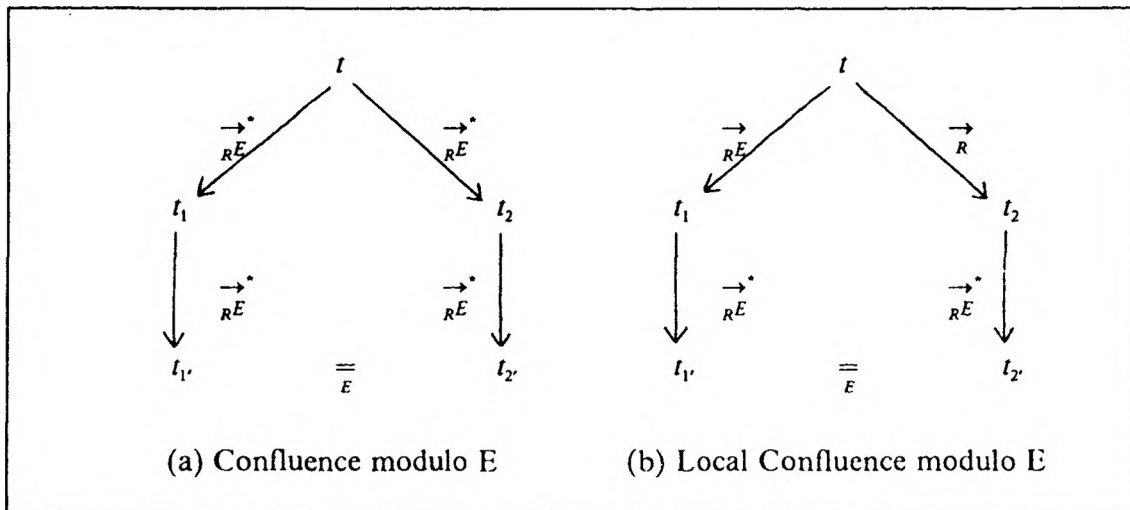 t t
→* →* → →
RE RE RE R
t₁ t₂ t₁ t₂
→* →* →* →*
RE RE RE RE
t₁′ = t₂′ t₁′ = t₂′
E E
(a) Confluence modulo E (b) Local Confluence modulo E